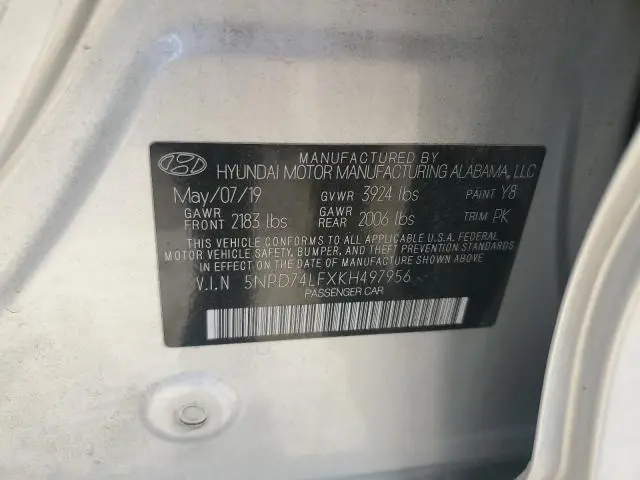 MANUFACTURED BY
HYUNDAI MOTOR MANUFACTURING ALABAMA, LLC
May/07/19 GVWR 3924 lbs PAINT Y8
GAWR FRONT 2183 lbs GAWR REAR 2006 lbs TRIM PK
THIS VEHICLE CONFORMS TO ALL APPLICABLE U.S.A. FEDERAL
MOTOR VEHICLE SAFETY, BUMPER, AND THEFT PREVENTION STANDARDS
IN EFFECT ON THE DATE OF MANUFACTURE SHOWN ABOVE
V.I.N 5NPD74LFXKH497956
PASSENGER CAR